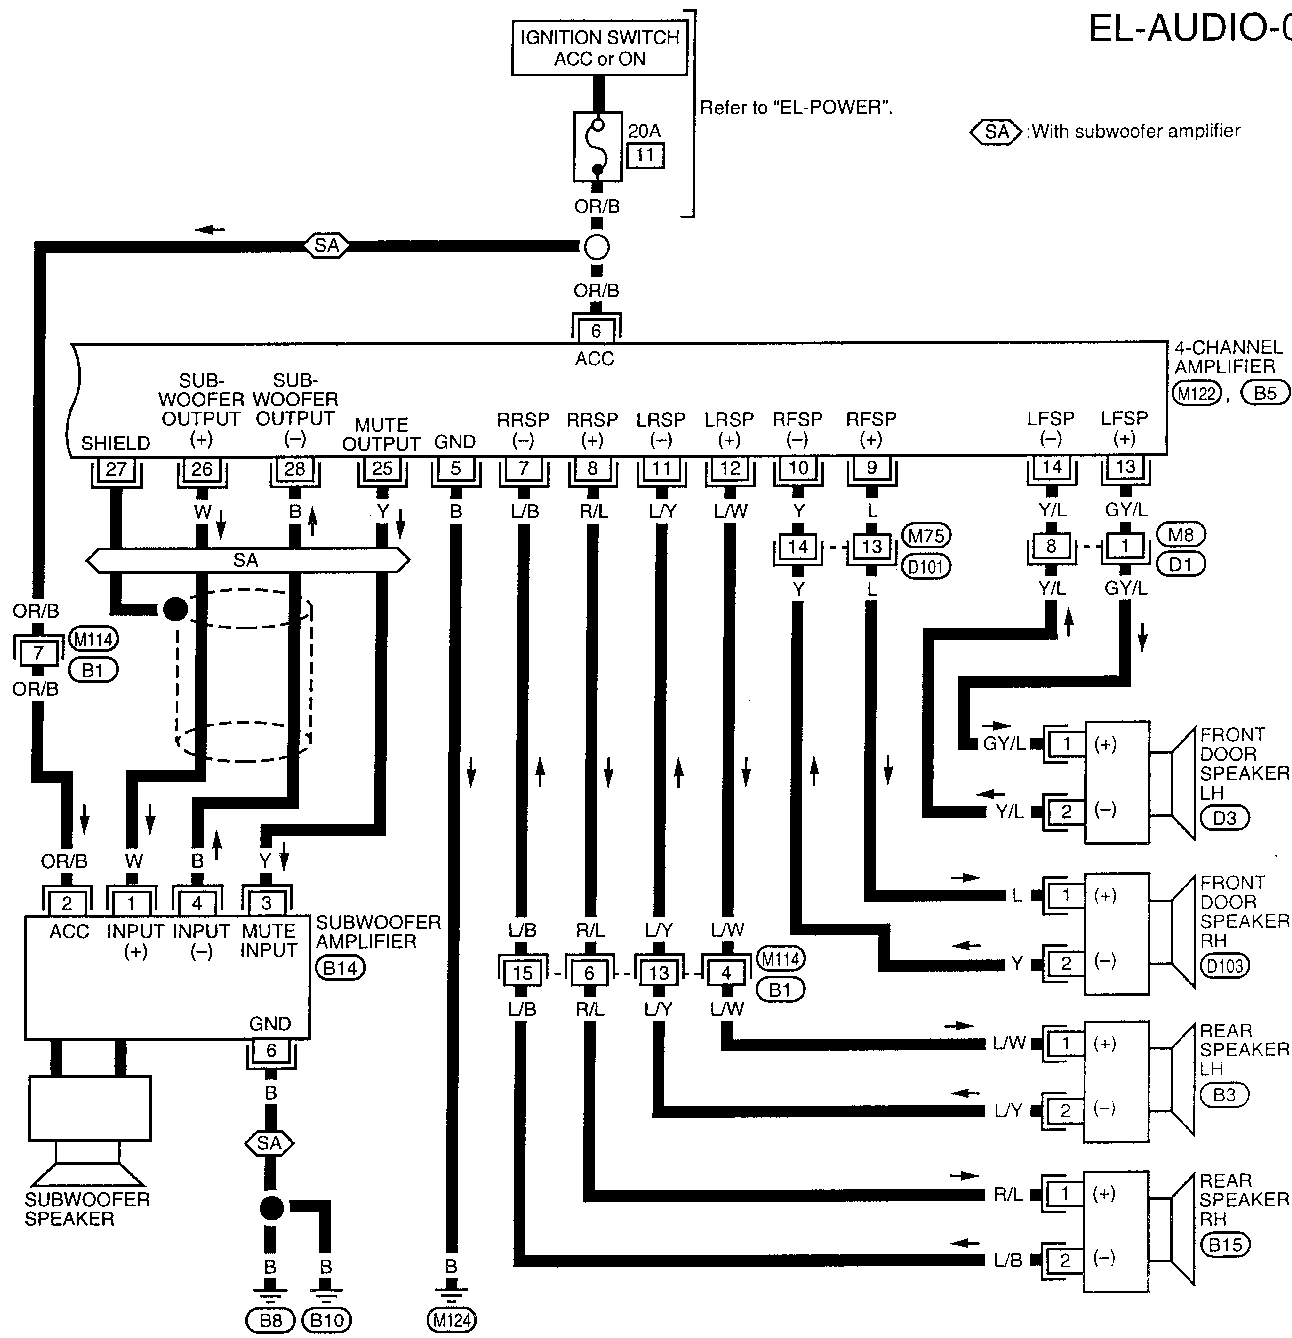 EL-AUDIO-0
IGNITION SWITCH
ACC or ON
Refer to "EL-POWER".
20A
11
SA :With subwoofer amplifier
OR/B
SA
OR/B
6
ACC
4-CHANNEL
AMPLIFIER
M122 , B5
SHIELD
SUB-
WOOFER
OUTPUT
(+)
SUB-
WOOFER
OUTPUT
(-)
MUTE
OUTPUT
GND
RRSP
(-)
RRSP
(+)
LRSP
(-)
LRSP
(+)
RFSP
(-)
RFSP
(+)
LFSP
(-)
LFSP
(+)
27 26 28 25 5 7 8 11 12 10 9 14 13
W B Y B L/B R/L L/Y L/W Y L Y/L GY/L
SA
14 13
M75
D101
8 1
M8
D1
Y L Y/L GY/L
OR/B
7
M114
B1
OR/B
GY/L 1 (+)
Y/L 2 (-)
FRONT
DOOR
SPEAKER
LH
D3
OR/B W B Y
2 1 4 3
ACC
INPUT
(+)
INPUT
(-)
MUTE
INPUT
SUBWOOFER
AMPLIFIER
B14
GND
6
L 1 (+)
Y 2 (-)
FRONT
DOOR
SPEAKER
RH
D103
L/B R/L L/Y L/W
15 6 13 4
M114
B1
L/B R/L L/Y L/W
L/W 1 (+)
L/Y 2 (-)
REAR
SPEAKER
LH
B3
B
SA
SUBWOOFER
SPEAKER
R/L 1 (+)
L/B 2 (-)
REAR
SPEAKER
RH
B15
B B B
B8 B10 M124